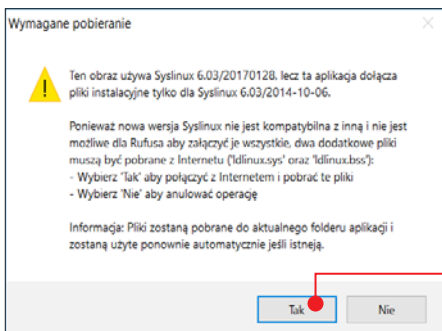 Wymagane pobieranie
Ten obraz używa Syslinux 6.03/20170128. lecz ta aplikacja dołącza
pliki instalacyjne tylko dla Syslinux 6.03/2014-10-06.
Ponieważ nowa wersja Syslinux nie jest kompatybilna z inną i nie jest
możliwe dla Rufusa aby załączyć je wszystkie, dwa dodatkowe pliki
muszą być pobrane z Internetu ('ldlinux.sys' oraz 'ldlinux.bss'):
- Wybierz 'Tak' aby połączyć z Internetem i pobrać te pliki
- Wybierz 'Nie' aby anulować operację
Informacja: Pliki zostaną pobrane do aktualnego folderu aplikacji i
zostaną użyte ponownie automatycznie jeśli istneją.
Tak
Nie